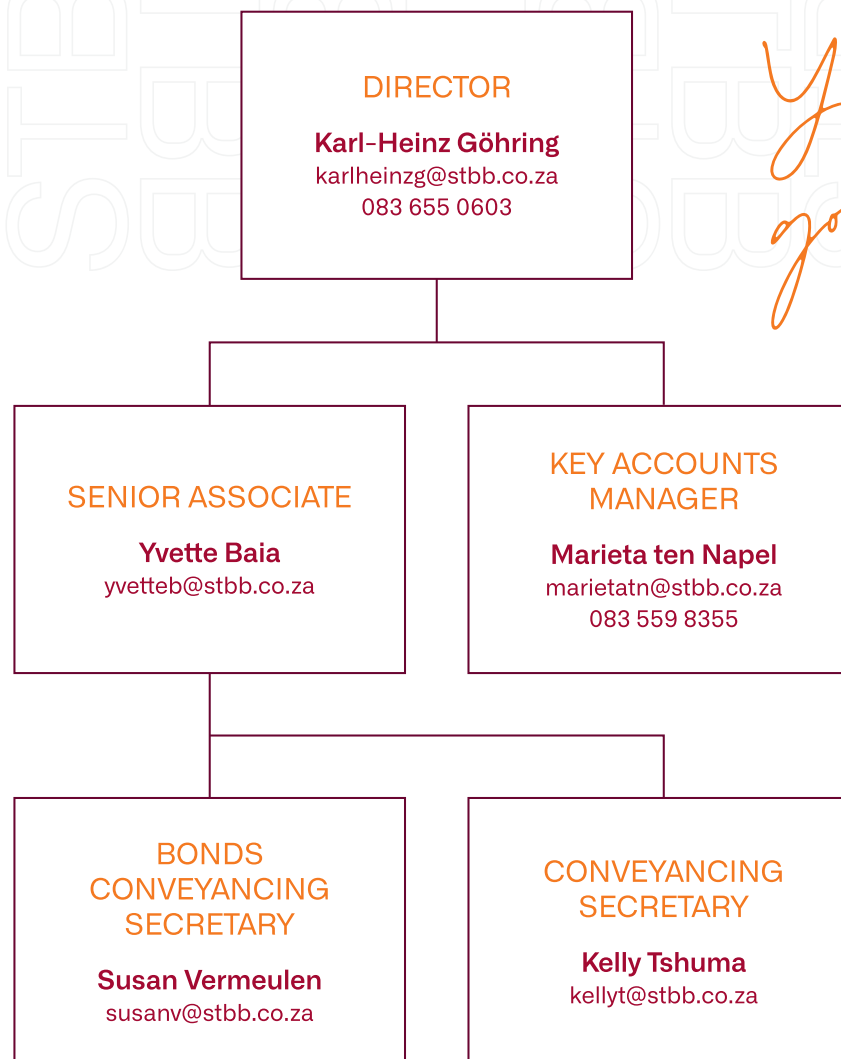 DIRECTOR
Karl-Heinz Göhring
karlheinzg@stbb.co.za
083 655 0603
SENIOR ASSOCIATE
Yvette Baia
yvetteb@stbb.co.za
KEY ACCOUNTS
MANAGER
Marieta ten Napel
marietatn@stbb.co.za
083 559 8355
BONDS
CONVEYANCING
SECRETARY
Susan Vermeulen
susanv@stbb.co.za
CONVEYANCING
SECRETARY
Kelly Tshuma
kellyt@stbb.co.za